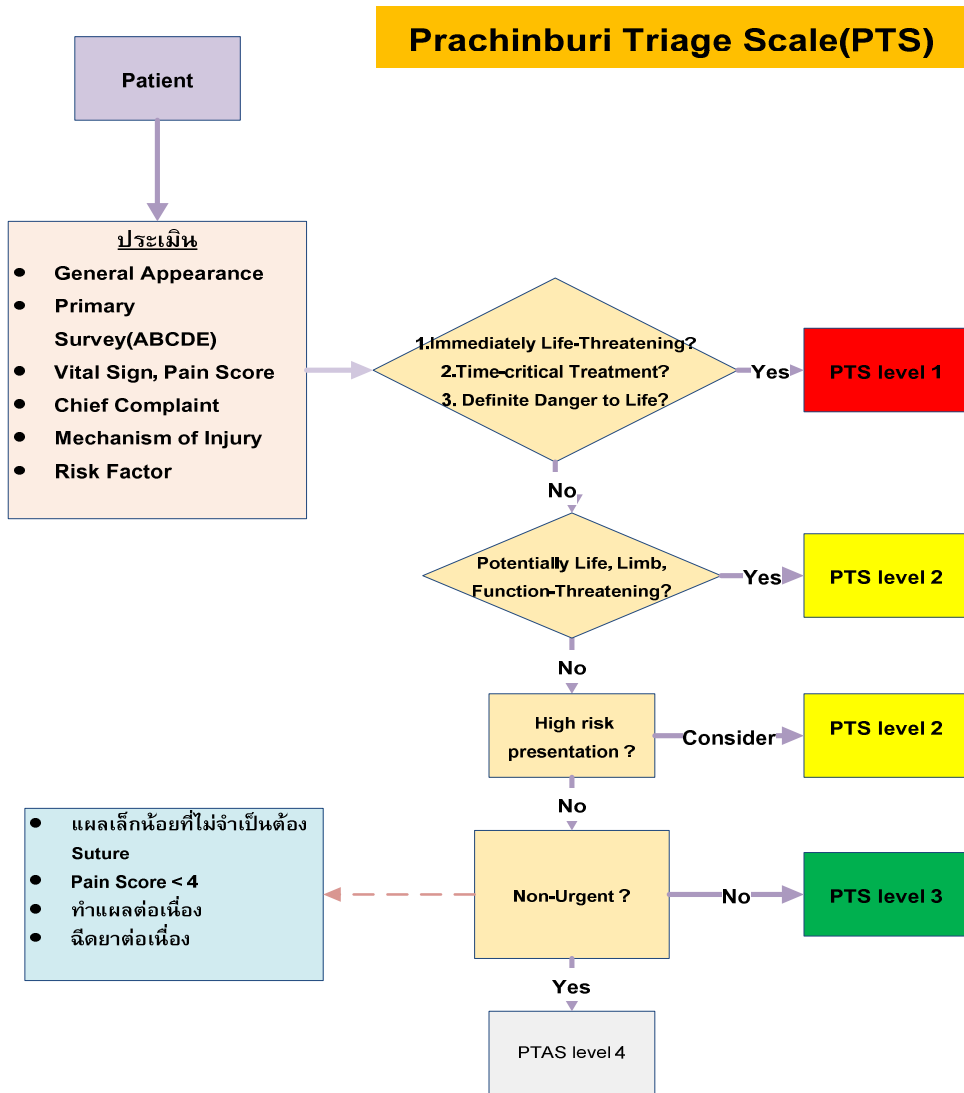 Prachinburi Triage Scale(PTS)
Patient
ประเมิน
● General Appearance
● Primary
Survey(ABCDE)
● Vital Sign, Pain Score
● Chief Complaint
● Mechanism of Injury
● Risk Factor
1.Immediately Life-Threatening?
2.Time-critical Treatment?
3. Definite Danger to Life?
Yes
PTS level 1
No
Potentially Life, Limb,
Function-Threatening?
Yes
PTS level 2
No
High risk
presentation ?
Consider
PTS level 2
No
● แผลเล็กน้อยที่ไม่จำเป็นต้อง
Suture
● Pain Score < 4
● ทำแผลต่อเนื่อง
● ฉีดยาต่อเนื่อง
Non-Urgent ?
No
PTS level 3
Yes
PTAS level 4